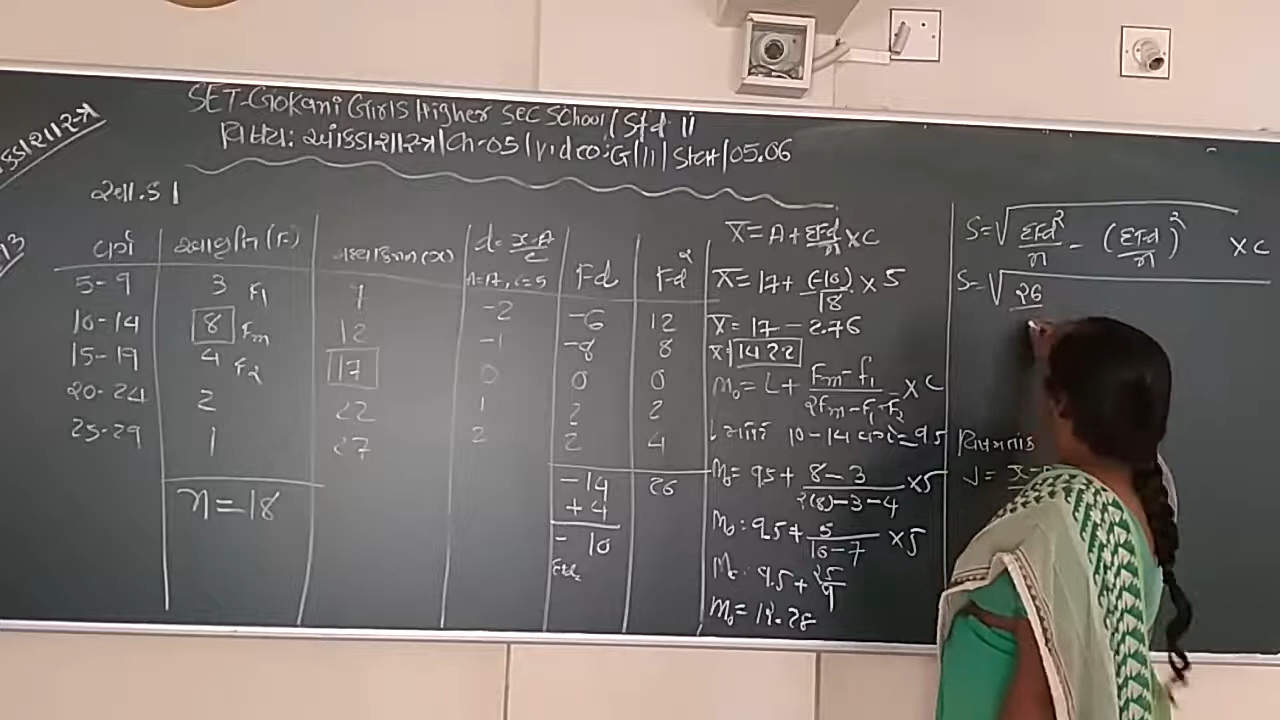 SET-Gokani Girls Higher Sec School / Std 11
વિષય: આંકડાશાસ્ત્ર | Ch-05 | Video: G | 11 | Stat | 05.06
કડાશાસ્ત્ર
સ્વા.ડ 1
વર્ગ આવૃત્તિ (F) મધ્યકિંમત (x) d = x-A/c Fd Fd²
A=17, c=5
5-9 3 F₁ 7 -2 -6 12
10-14 8 Fm 12 -1 -8 8
15-19 4 F₂ 17 0 0 0
20-24 2 22 1 2 2
25-29 1 27 2 2 4
n=18 -14 26
+4
- 10
x̄ = A + Σfd/n × C
x̄ = 17 + (-10)/18 × 5
x̄ = 17 - 2.76
x̄ = 14.22
M₀ = L + Fm-f₁/2fm-F₁-F₂ × C
10-14 વર્ગ = 9.5
M₀ = 9.5 + 8-3/2(8)-3-4 × 5
M₀ = 9.5 + 5/16-7 × 5
M₀ = 9.5 + 25/9
M₀ = 12.28
S = √Σfd²/n - (Σfd/n)² × C
S = √26
વિષમતાંક
J = x̄-